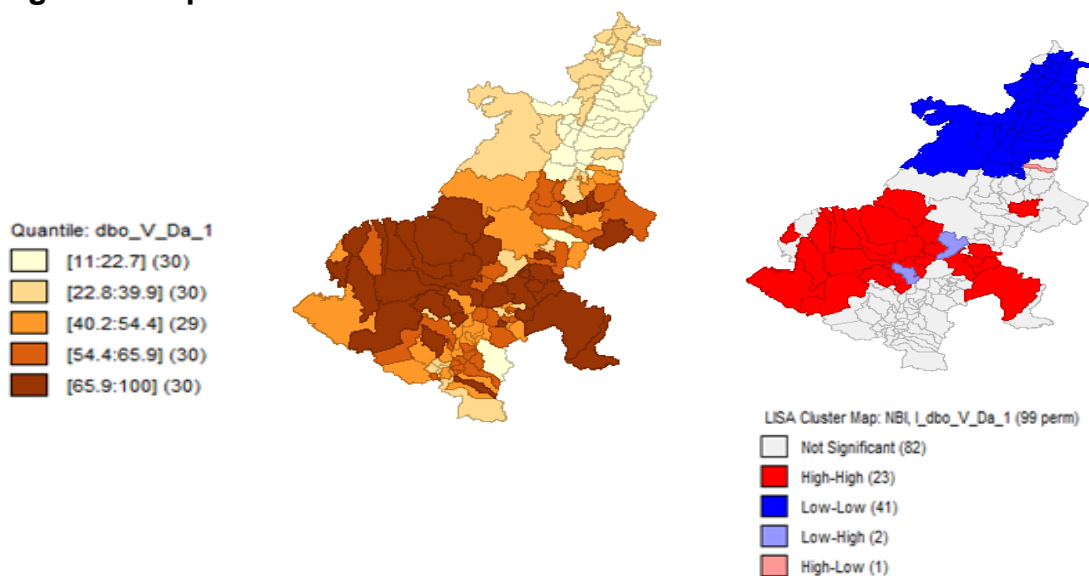 Quantile: dbo_V_Da_1
[11:22.7] (30)
[22.8:39.9] (30)
[40.2:54.4] (29)
[54.4:65.9] (30)
[65.9:100] (30)
LISA Cluster Map: NBI, I_dbo_V_Da_1 (99 perm)
Not Significant (82)
High-High (23)
Low-Low (41)
Low-High (2)
High-Low (1)